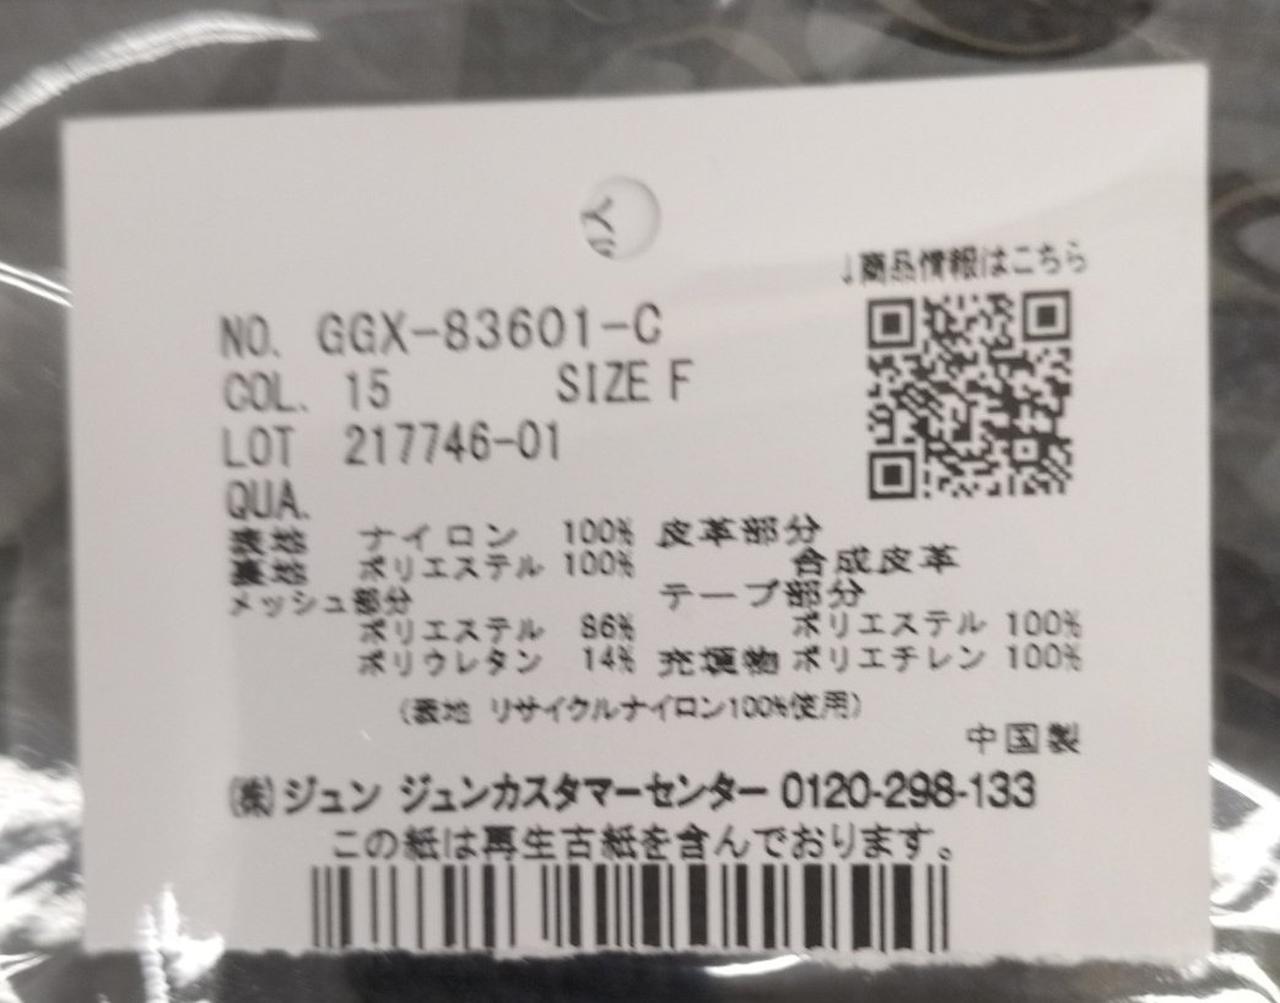 ↓商品情報はこちら
NO. GGX-83601-C
COL. 15 SIZE F
LOT 217746-01
QUA.
表地 ナイロン 100%
裏地 ポリエステル 100%
メッシュ部分
ポリエステル 86%
ポリウレタン 14%
皮革部分
合成皮革
テープ部分
ポリエステル 100%
充填物 ポリエチレン 100%
(表地 リサイクルナイロン100%使用)
中国製
(株)ジュン ジュンカスタマーセンター 0120-298-133
この紙は再生古紙を含んでおります。